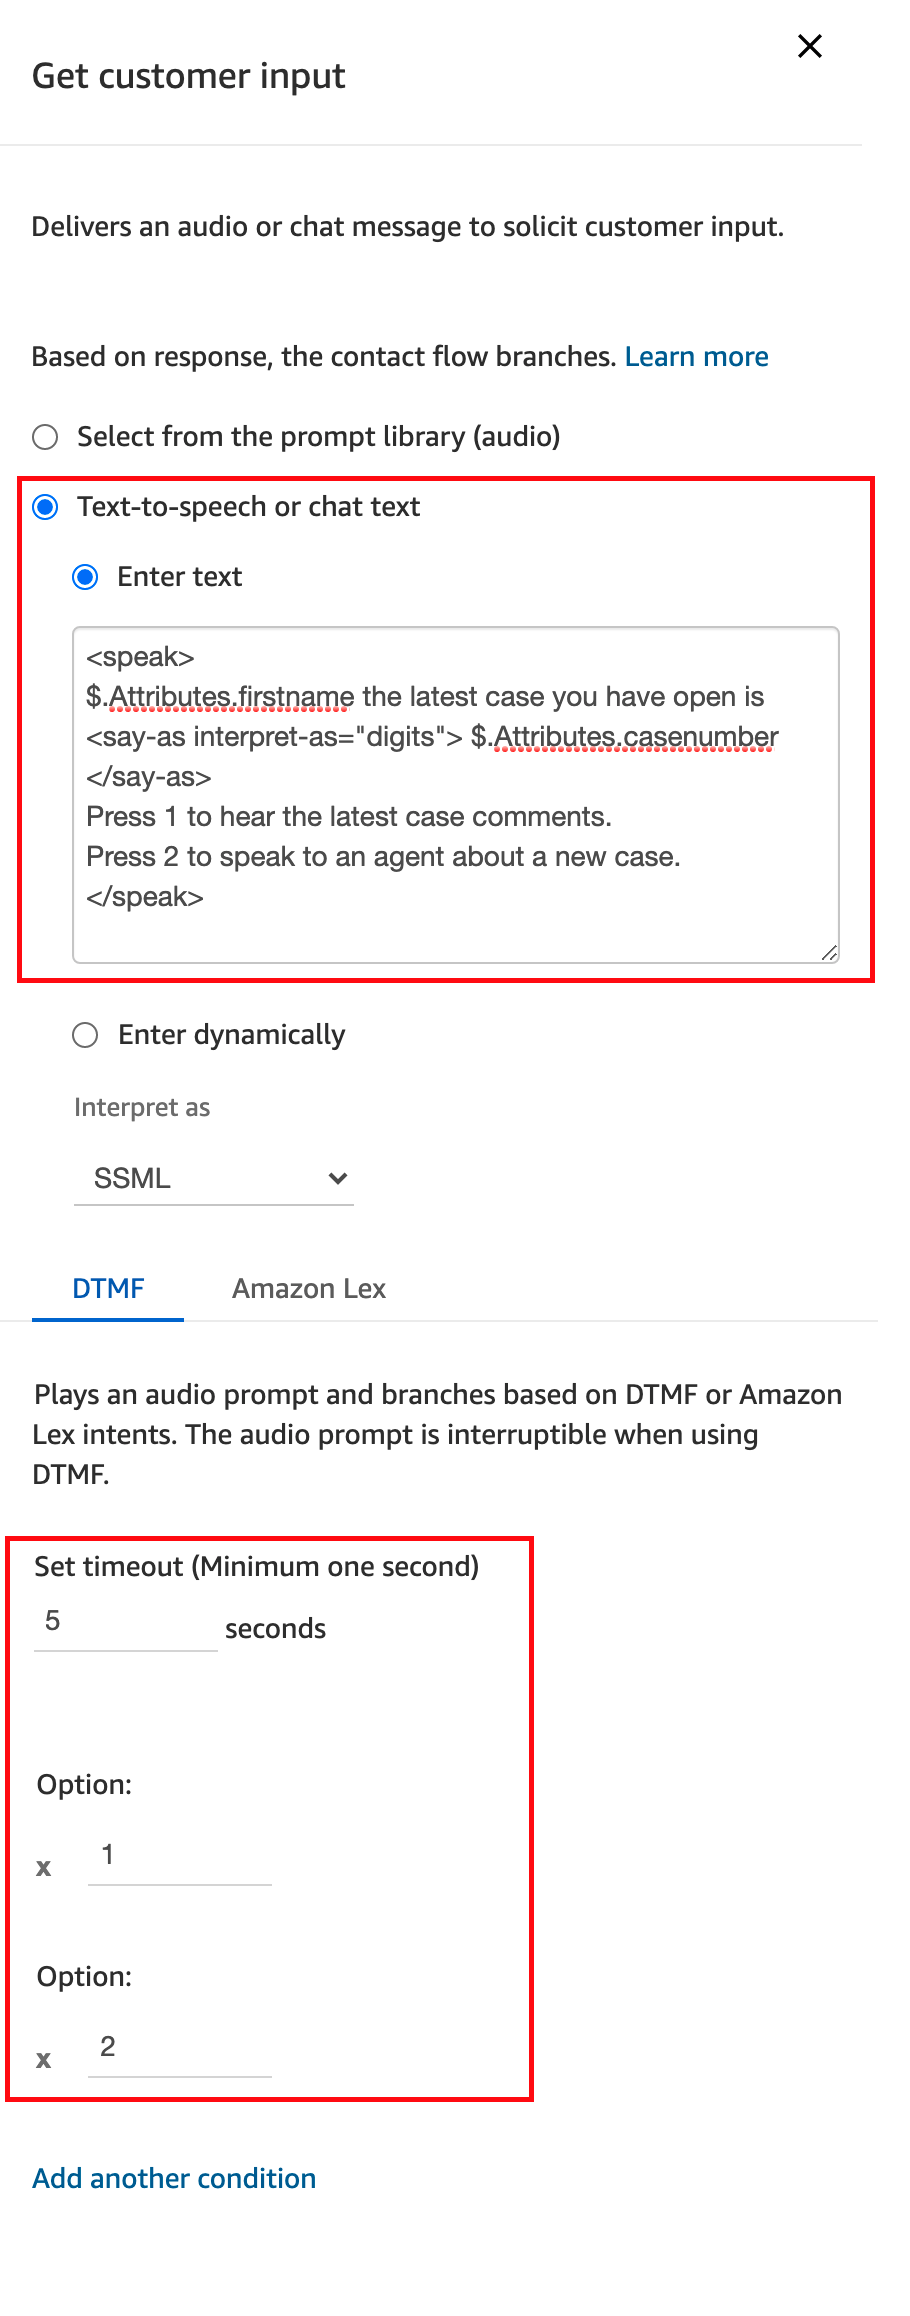 Get customer input
Delivers an audio or chat message to solicit customer input.
Based on response, the contact flow branches. Learn more
Select from the prompt library (audio)
Text-to-speech or chat text
Enter text
<speak>
$.Attributes.firstname the latest case you have open is
<say-as interpret-as="digits"> $.Attributes.casenumber
</say-as>
Press 1 to hear the latest case comments.
Press 2 to speak to an agent about a new case.
</speak>
Enter dynamically
Interpret as
SSML
DTMF Amazon Lex
Plays an audio prompt and branches based on DTMF or Amazon
Lex intents. The audio prompt is interruptible when using
DTMF.
Set timeout (Minimum one second)
5 seconds
Option:
x 1
Option:
x 2
Add another condition